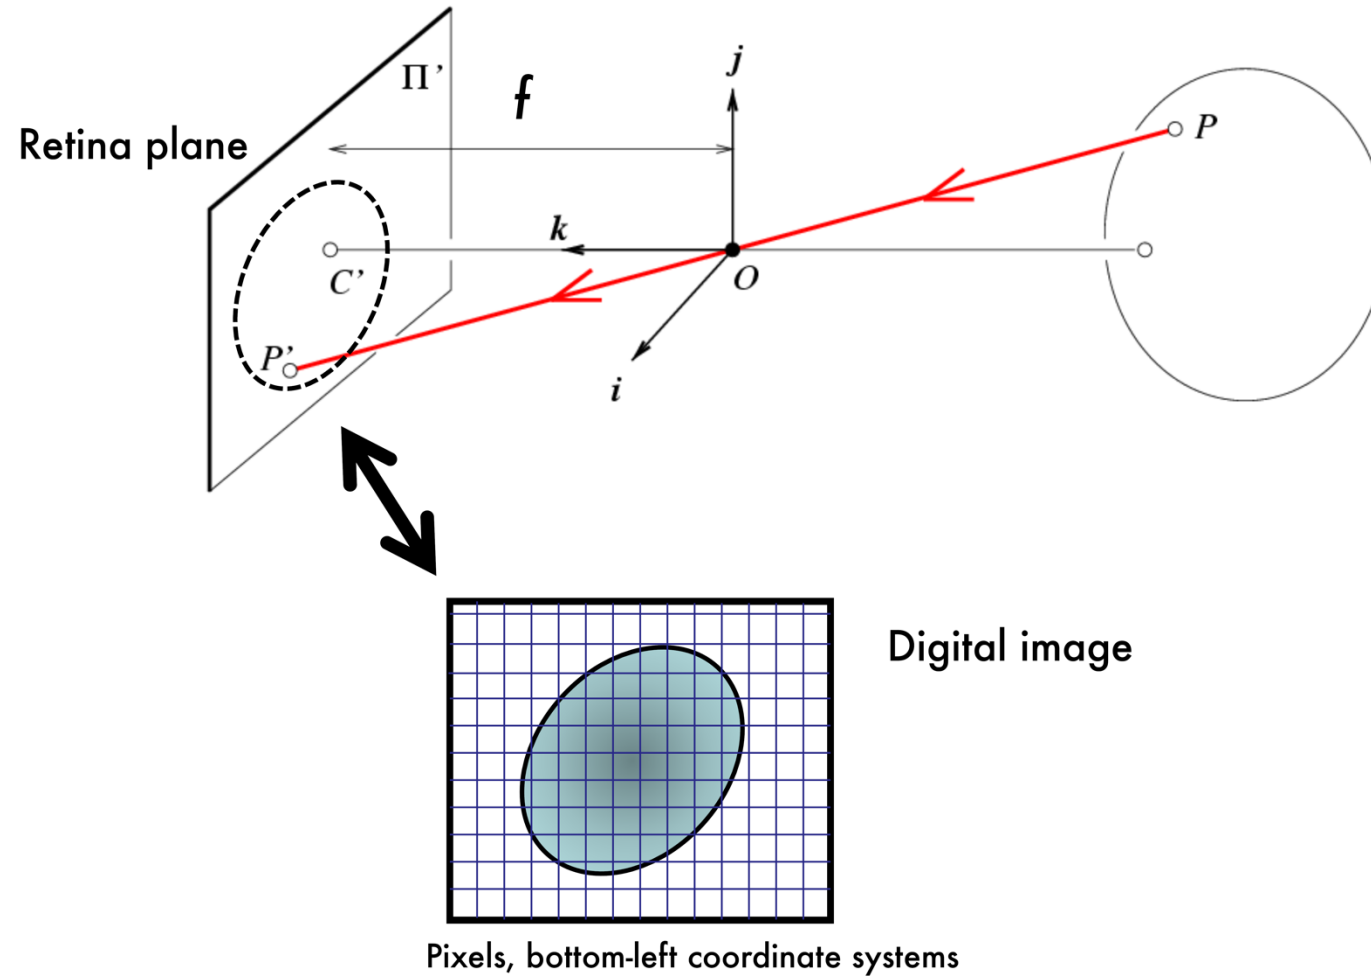 j
Π’
f
Retina plane
P
k
O
C’
P’
i
Digital image
Pixels, bottom-left coordinate systems